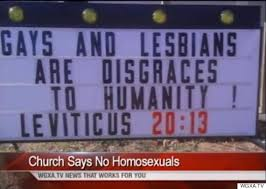 GAYS AND LESBIANS
ARE DISGRACES
TO HUMANITY !
LEVITICUS 20:13
Church Says No Homosexuals
WGXA.TV NEWS THAT WORKS FOR YOU
WGXA.TV